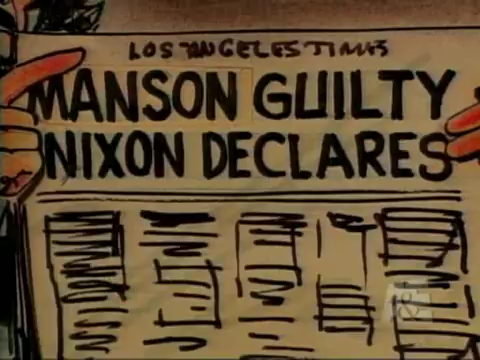 LOS ANGELES TIMES
MANSON GUILTY
NIXON DECLARES
A&E